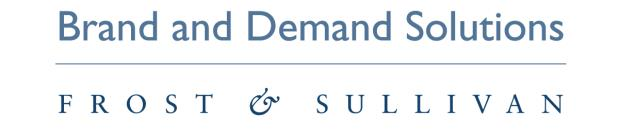 Brand and Demand Solutions
FROST & SULLIVAN